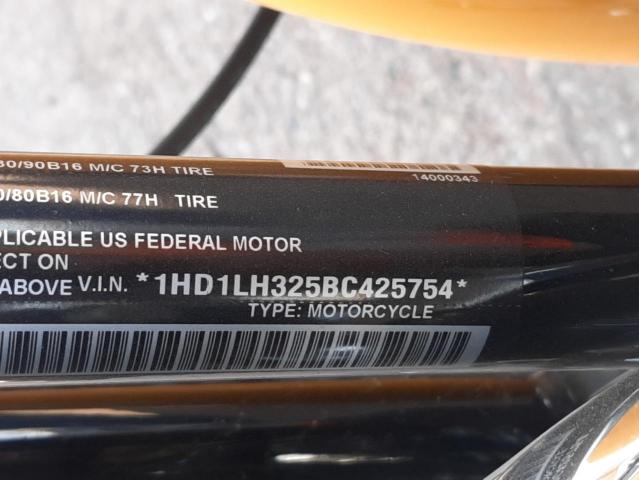 80/90B16 M/C 73H TIRE
14000343
0/80B16 M/C 77H TIRE
PLICABLE US FEDERAL MOTOR
ECT ON
ABOVE V.I.N. *1HD1LH325BC425754*
TYPE: MOTORCYCLE